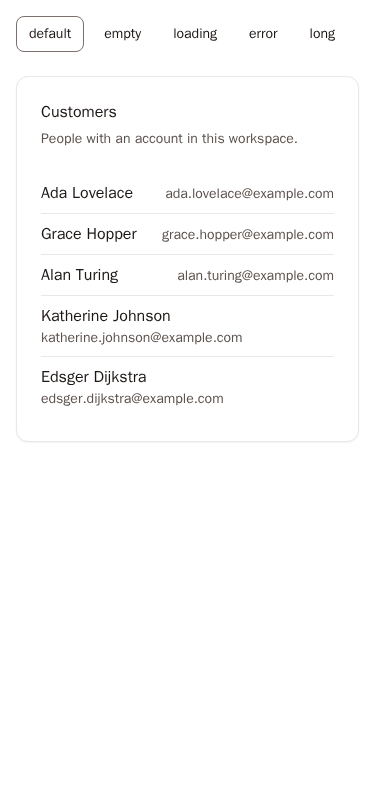 default empty loading error long
Customers
People with an account in this workspace.
Ada Lovelace ada.lovelace@example.com
Grace Hopper grace.hopper@example.com
Alan Turing alan.turing@example.com
Katherine Johnson
katherine.johnson@example.com
Edsger Dijkstra
edsger.dijkstra@example.com